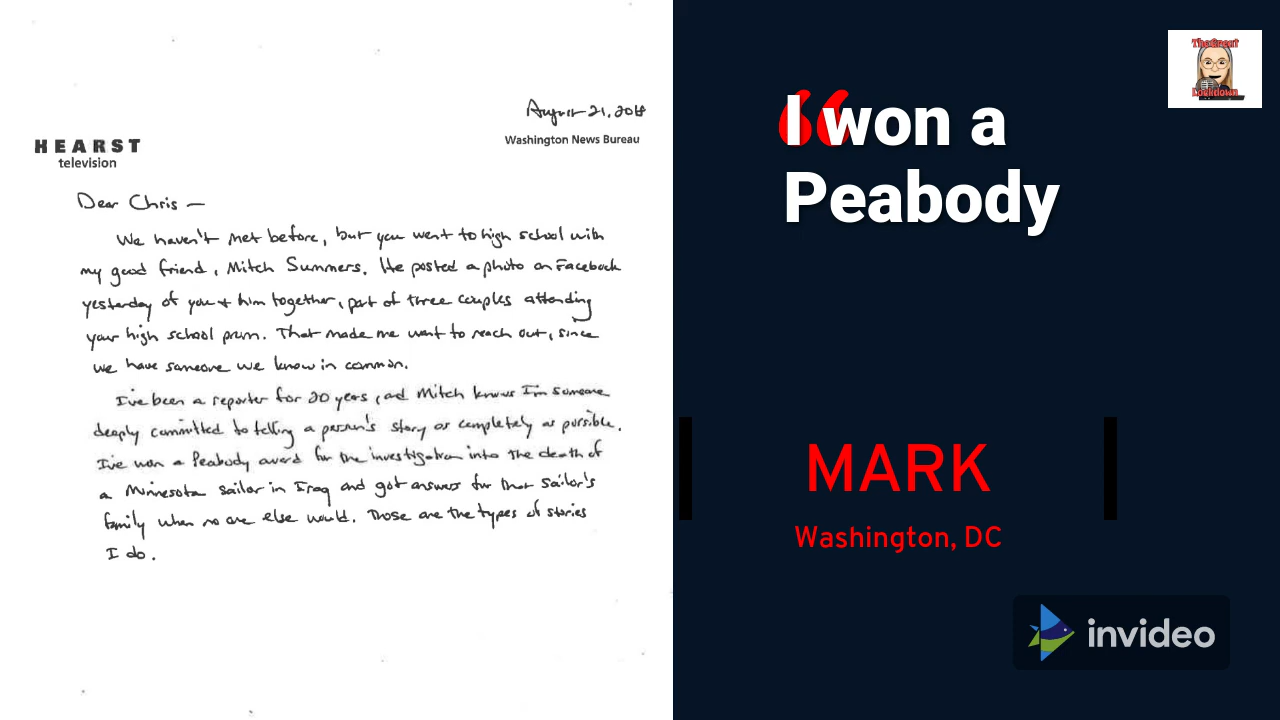 August 21, 2018
HEARST
television
Washington News Bureau
Dear Chris —
We haven't met before, but you went to high school with
my good friend, Mitch Summers. He posted a photo on Facebook
yesterday of you + him together, part of three couples attending
your high school prom. That made me want to reach out, since
we have someone we know in common.
I've been a reporter for 20 years, and Mitch knows I'm someone
deeply committed to telling a person's story as completely as possible.
I've won a Peabody award for the investigation into the death of
a Minnesota sailor in Iraq and got answers for that sailor's
family when no one else would. Those are the types of stories
I do.
“I won a
Peabody
MARK
Washington, DC
The Great
Lockdown
invideo